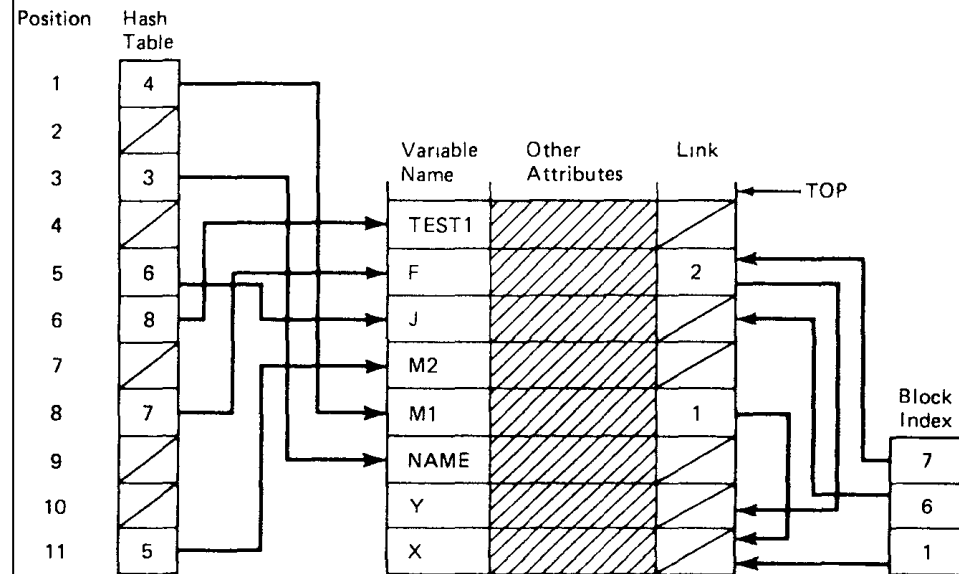 Position Hash
Table
1 4
2
3 3
Variable Other Link
Name Attributes
TOP
4 TEST1
5 6 F 2
6 8 J
7 M2
8 7 M1 1
Block
Index
9 NAME 7
10 Y 6
11 5 X 1